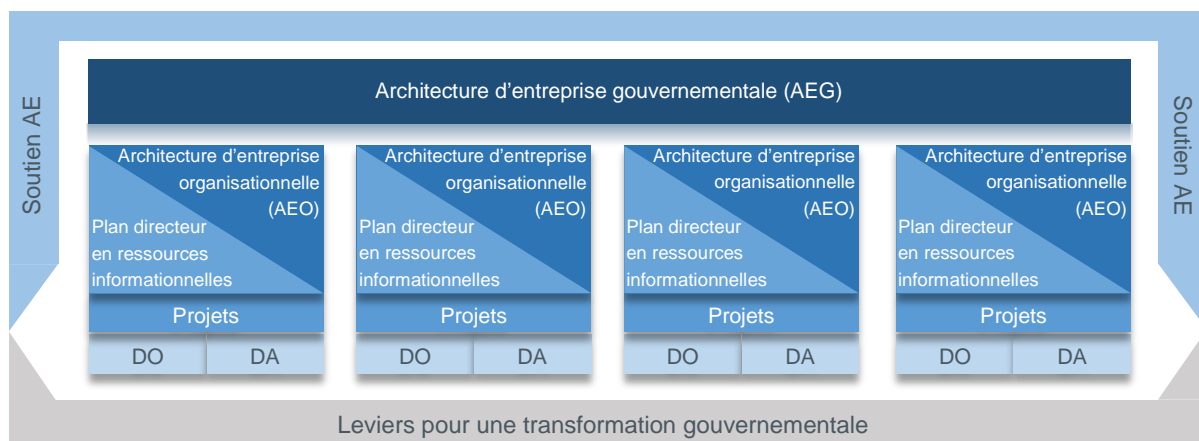 Soutien AE
Architecture d’entreprise gouvernementale (AEG)
Architecture d’entreprise
organisationnelle
(AEO)
Plan directeur
en ressources
informationnelles
Projets
DO
DA
Architecture d’entreprise
organisationnelle
(AEO)
Plan directeur
en ressources
informationnelles
Projets
DO
DA
Architecture d’entreprise
organisationnelle
(AEO)
Plan directeur
en ressources
informationnelles
Projets
DO
DA
Architecture d’entreprise
organisationnelle
(AEO)
Plan directeur
en ressources
informationnelles
Projets
DO
DA
Soutien AE
Leviers pour une transformation gouvernementale